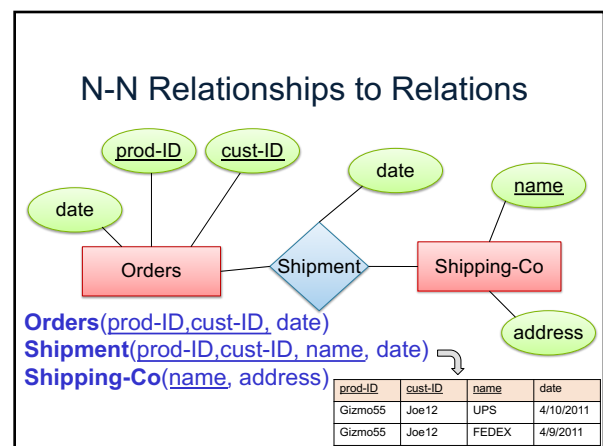 N-N Relationships to Relations
prod-ID
cust-ID
date
date
name
Orders
Shipment
Shipping-Co
address
Orders(prod-ID,cust-ID, date)
Shipment(prod-ID,cust-ID, name, date)
Shipping-Co(name, address)
prod-ID cust-ID name date
Gizmo55 Joe12 UPS 4/10/2011
Gizmo55 Joe12 FEDEX 4/9/2011